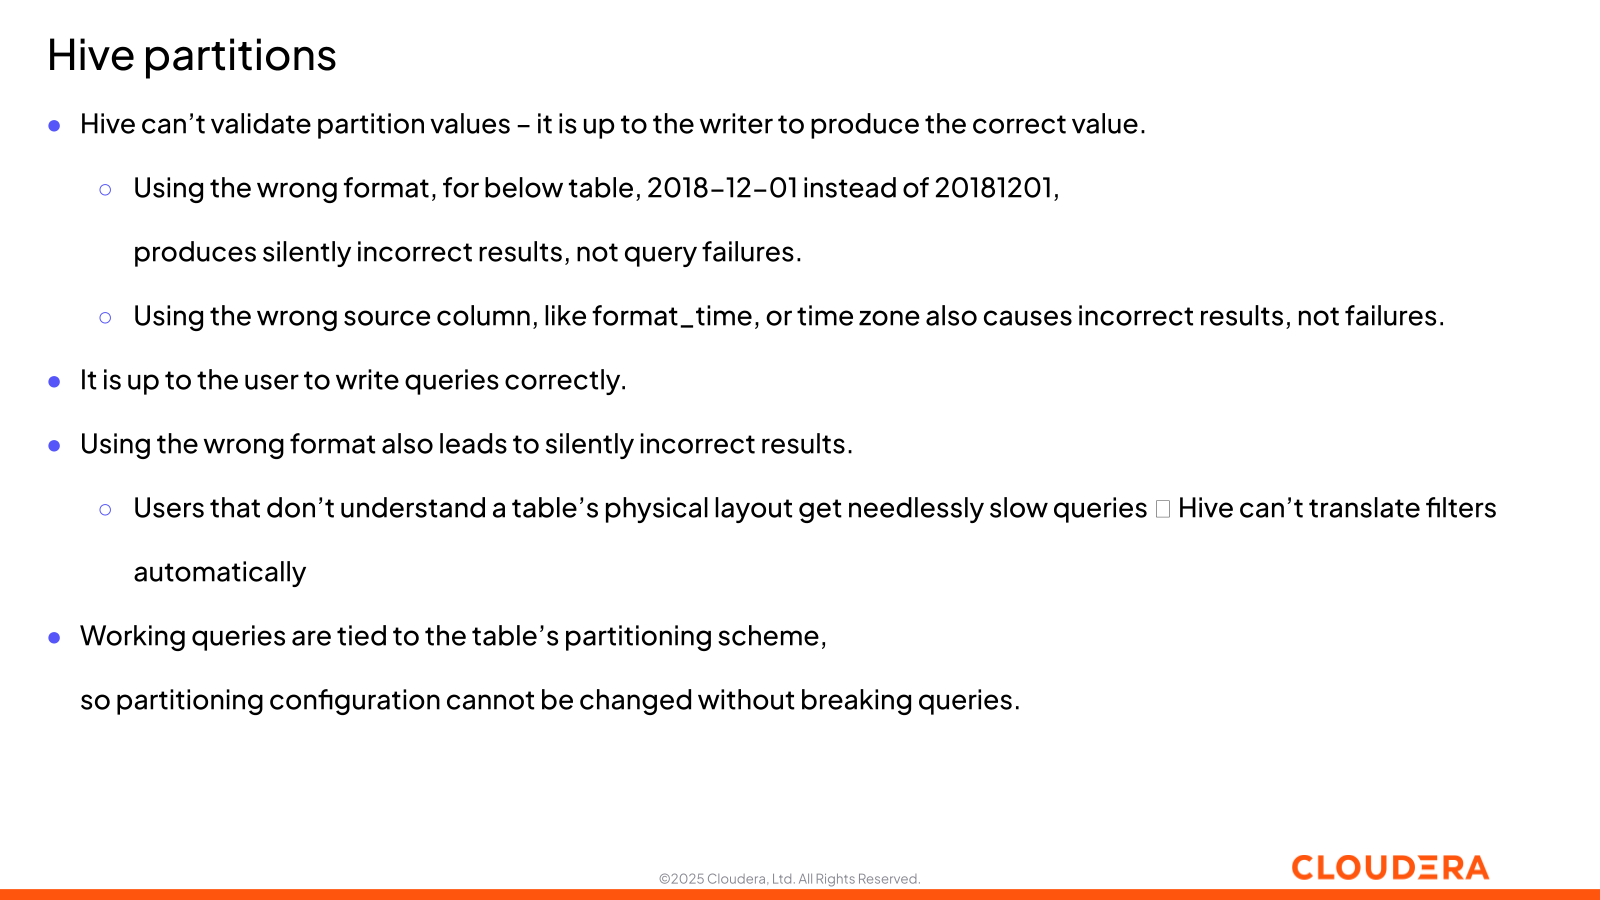 Hive partitions
● Hive can’t validate partition values – it is up to the writer to produce the correct value.
○ Using the wrong format, for below table, 2018–12–01 instead of 20181201,
produces silently incorrect results, not query failures.
○ Using the wrong source column, like format_time, or time zone also causes incorrect results, not failures.
● It is up to the user to write queries correctly.
● Using the wrong format also leads to silently incorrect results.
○ Users that don’t understand a table’s physical layout get needlessly slow queries □ Hive can’t translate filters
automatically
● Working queries are tied to the table’s partitioning scheme,
so partitioning configuration cannot be changed without breaking queries.
©2025 Cloudera, Ltd. All Rights Reserved.
CLOUDERA